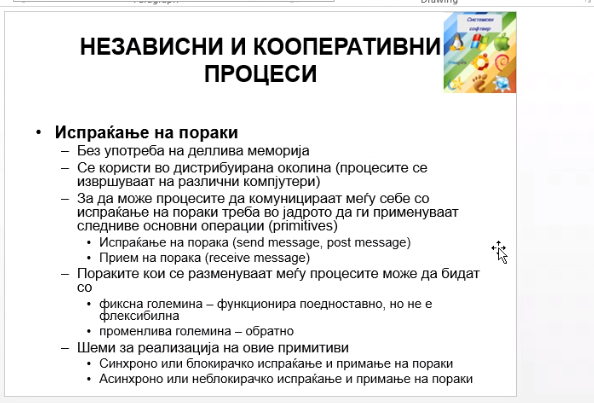 Drawing
НЕЗАВИСНИ И КООПЕРАТИВНИ
ПРОЦЕСИ
Системски
софтвер
• Испраќање на пораки
– Без употреба на деллива меморија
– Се користи во дистрибуирана околина (процесите се
извршуваат на различни компјутери)
– За да може процесите да комуницираат меѓу себе со
испраќање на пораки треба во јадрото да ги применуваат
следниве основни операции (primitives)
• Испраќање на порака (send message, post message)
• Прием на порака (receive message)
– Пораките кои се разменуваат меѓу процесите може да бидат
со
• фиксна големина – функционира поедноставно, но не е
флексибилна
• променлива големина – обратно
– Шеми за реализација на овие примитиви
• Синхроно или блокирачко испраќање и примање на пораки
• Асинхроно или неблокирачко испраќање и примање на пораки